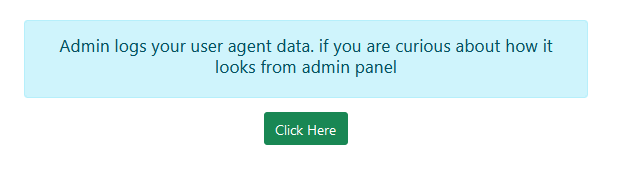 Admin logs your user agent data. if you are curious about how it
looks from admin panel
Click Here